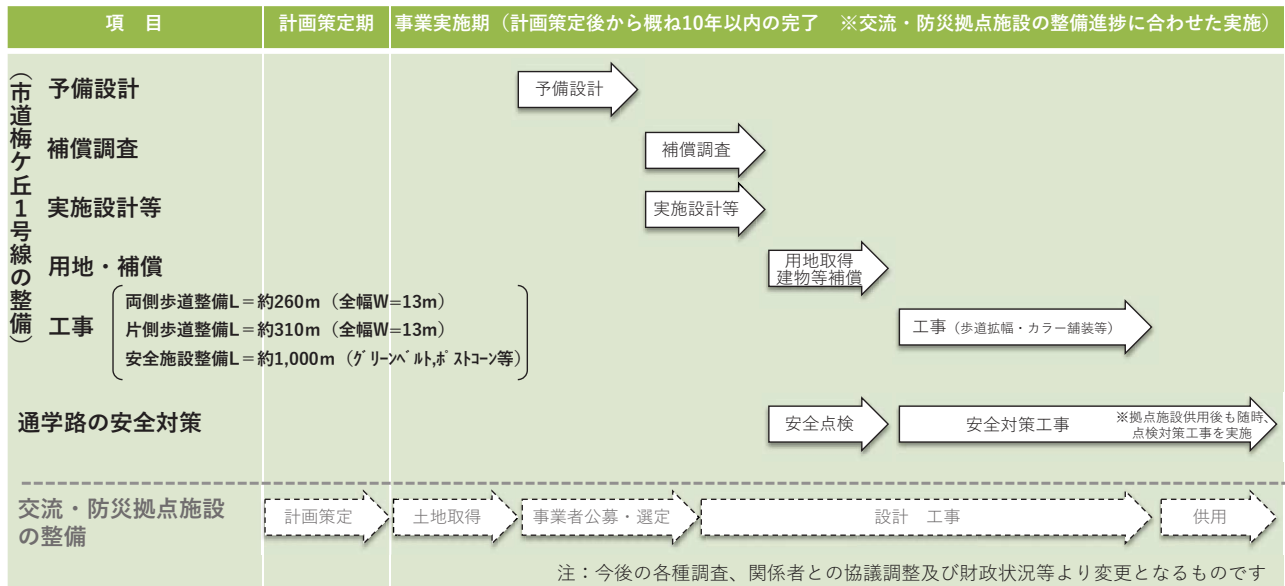 項　目
計画策定期
事業実施期（計画策定後から概ね10年以内の完了　※交流・防災拠点施設の整備進捗に合わせた実施）
（市道梅ケ丘１号線の整備）
予備設計
予備設計
補償調査
補償調査
実施設計等
実施設計等
用地・補償
用地取得
建物等補償
工事
両側歩道整備L＝約260m（全幅W=13m）
片側歩道整備L＝約310m（全幅W=13m）
安全施設整備L＝約1,000m（ｸﾞﾘｰﾝﾍﾞﾙﾄ,ﾎﾟｽﾄｺｰﾝ等）
工事（歩道拡幅・カラー舗装等）
通学路の安全対策
安全点検
安全対策工事
※拠点施設供用後も随時、
点検対策工事を実施
交流・防災拠点施設
の整備
計画策定
土地取得
事業者公募・選定
設計　工事
供用
注：今後の各種調査、関係者との協議調整及び財政状況等より変更となるものです